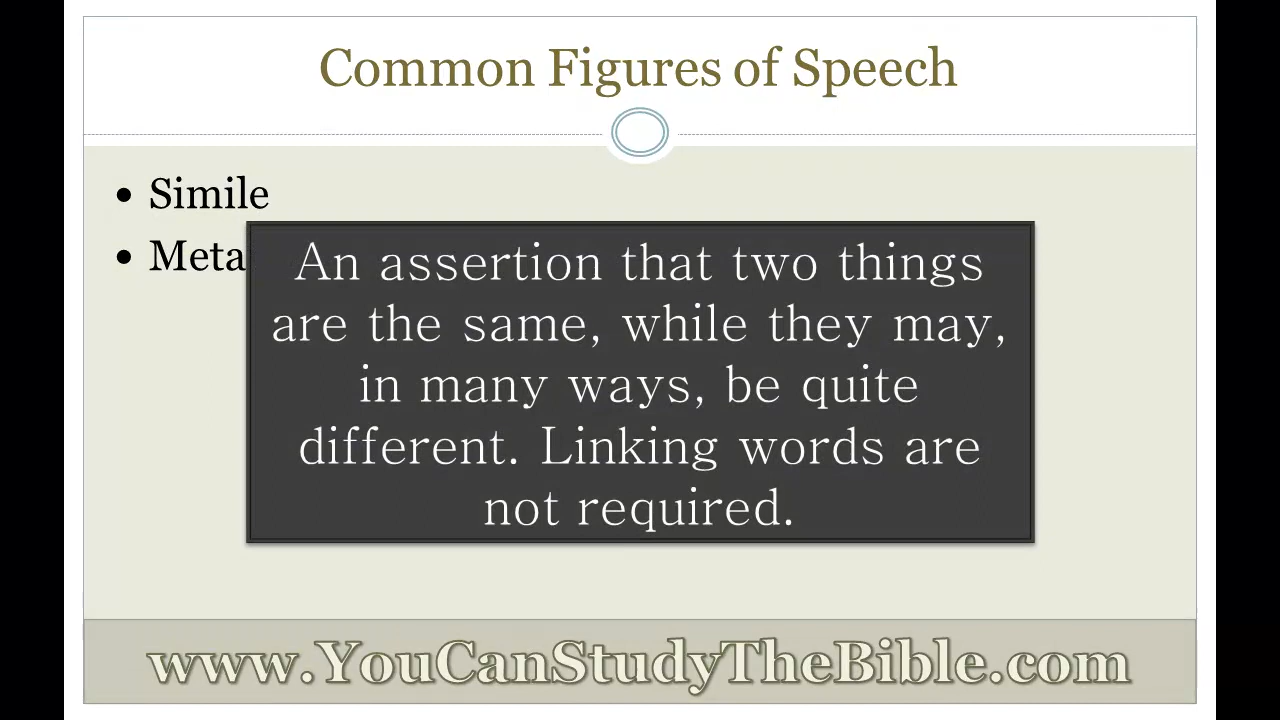 Common Figures of Speech
• Simile
• Meta
An assertion that two things
are the same, while they may,
in many ways, be quite
different. Linking words are
not required.
www.YouCanStudyTheBible.com